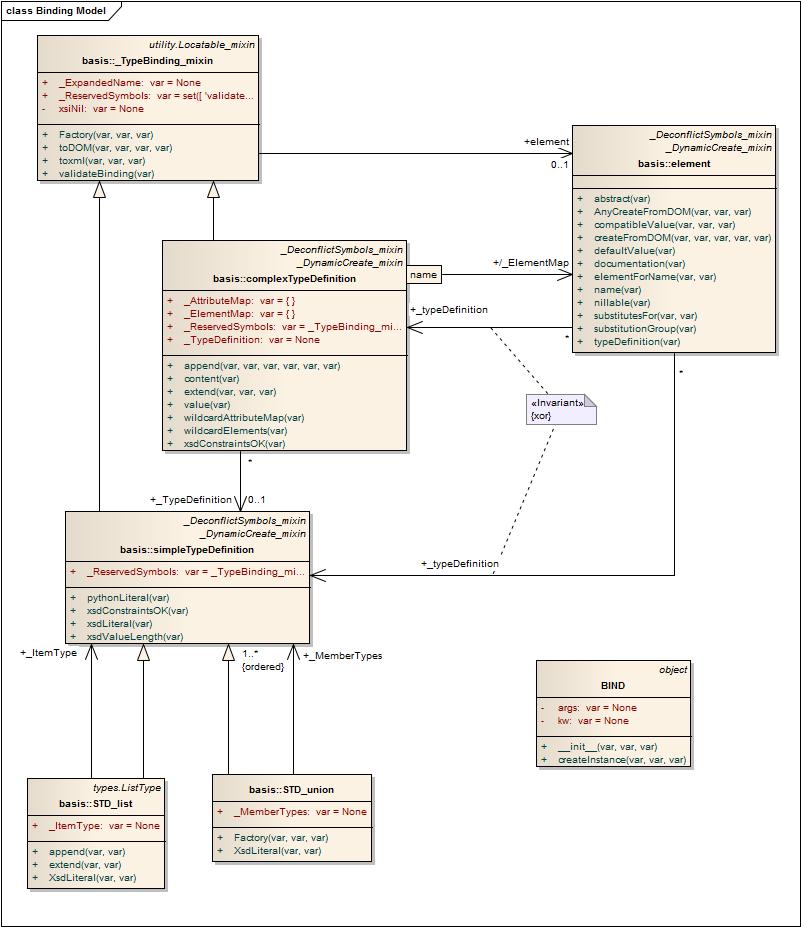 class Binding Model
utility.Locatable_mixin
basis::_TypeBinding_mixin
+ _ExpandedName: var = None
+ _ReservedSymbols: var = set([ 'validate...
- xsiNil: var = None
+ Factory(var, var, var)
+ toDOM(var, var, var, var)
+ toxml(var, var, var)
+ validateBinding(var)
+element
0..1
_DeconflictSymbols_mixin
_DynamicCreate_mixin
basis::element
+ abstract(var)
+ AnyCreateFromDOM(var, var, var)
+ compatibleValue(var, var, var)
+ createFromDOM(var, var, var, var, var)
+ defaultValue(var)
+ documentation(var)
+ elementForName(var, var)
+ name(var)
+ nillable(var)
+ substitutesFor(var, var)
+ substitutionGroup(var)
+ typeDefinition(var)
_DeconflictSymbols_mixin
_DynamicCreate_mixin
basis::complexTypeDefinition
+ _AttributeMap: var = { }
+ _ElementMap: var = { }
+ _ReservedSymbols: var = _TypeBinding_mi...
+ _TypeDefinition: var = None
+ append(var, var, var, var, var, var)
+ content(var)
+ extend(var, var, var)
+ value(var)
+ wildcardAttributeMap(var)
+ wildcardElements(var)
+ xsdConstraintsOK(var)
name
+/_ElementMap
+_typeDefinition
*
*
«Invariant»
{xor}
*
+_TypeDefinition
0..1
+_typeDefinition
_DeconflictSymbols_mixin
_DynamicCreate_mixin
basis::simpleTypeDefinition
+ _ReservedSymbols: var = _TypeBinding_mi...
+ pythonLiteral(var)
+ xsdConstraintsOK(var)
+ xsdLiteral(var)
+ xsdValueLength(var)
+_ItemType
1..*
{ordered}
+_MemberTypes
object
BIND
- args: var = None
- kw: var = None
+ __init__(var, var, var)
+ createInstance(var, var, var)
types.ListType
basis::STD_list
+ _ItemType: var = None
+ append(var, var)
+ extend(var, var)
+ XsdLiteral(var, var)
basis::STD_union
+ _MemberTypes: var = None
+ Factory(var, var, var)
+ XsdLiteral(var, var)